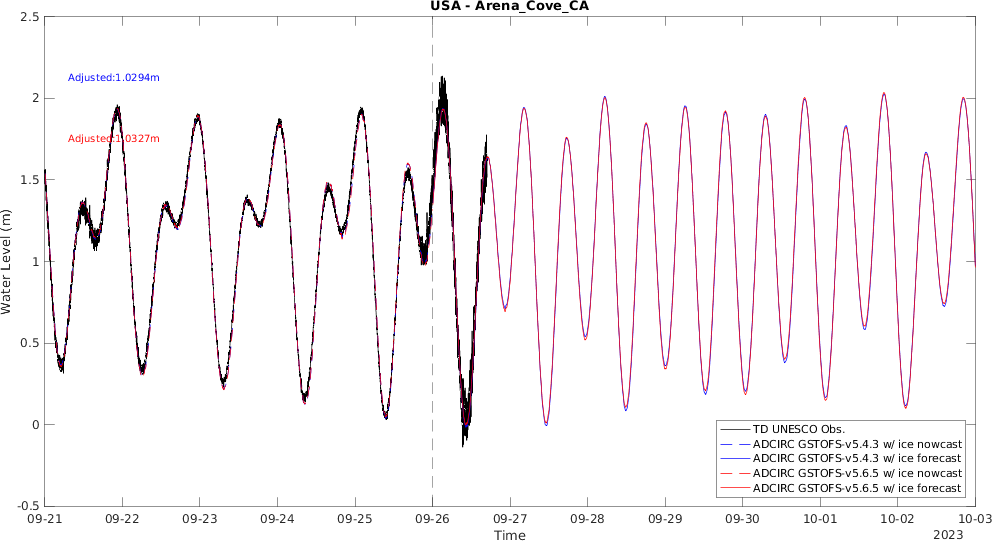 USA - Arena_Cove_CA
2.5
2
1.5
1
0.5
0
-0.5
Water Level (m)
Adjusted:1.0294m
Adjusted:1.0327m
TD UNESCO Obs.
ADCIRC GSTOFS-v5.4.3 w/ ice nowcast
ADCIRC GSTOFS-v5.4.3 w/ ice forecast
ADCIRC GSTOFS-v5.6.5 w/ ice nowcast
ADCIRC GSTOFS-v5.6.5 w/ ice forecast
09-21 09-22 09-23 09-24 09-25 09-26 09-27 09-28 09-29 09-30 10-01 10-02 10-03
Time
2023